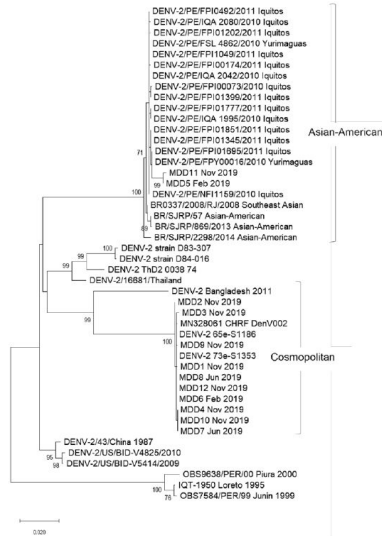 DENV-2/PE/FPI0492/2011 Iquitos
DENV-2/PE/IQA 2080/2010 Iquitos
DENV-2/PE/FPI01202/2011 Iquitos
DENV-2/PE/FSL 4862/2010 Yurimaguas
DENV-2/PE/FPI1049/2011 Iquitos
DENV-2/PE/FPI00174/2011 Iquitos
DENV-2/PE/IQA 2042/2010 Iquitos
DENV-2/PE/FPI00073/2010 Iquitos
DENV-2/PE/FPI01399/2011 Iquitos
DENV-2/PE/FPI01777/2011 Iquitos
DENV-2/PE/IQA 1995/2010 Iquitos
DENV-2/PE/FPI01851/2011 Iquitos
Asian-American
DENV-2/PE/FPI01345/2011 Iquitos
DENV-2/PE/FPI01695/2011 Iquitos
71
DENV-2/PE/FPY00016/2010 Yurimaguas
MDD11 Nov 2019
99
MDD5 Feb 2019
100
DENV-2/PE/NFI1159/2010 Iquitos
BR0337/2008/RJ/2008 Southeast Asian
BR/SJRP/57 Asian-American
89
BR/SJRP/869/2013 Asian-American
BR/SJRP/2298/2014 Asian-American
100
DENV-2 strain D83-307
99
DENV-2 strain D84-016
DENV-2 ThD2 0038 74
99
DENV-2/16681/Thailand
DENV-2 Bangladesh 2011
MDD2 Nov 2019
MDD3 Nov 2019
99
MN328061 CHRF DenV002
DENV-2 65e-S1186
100
MDD9 Nov 2019
DENV-2 73e-S1353
Cosmopolitan
MDD1 Nov 2019
MDD8 Jun 2019
MDD12 Nov 2019
MDD6 Feb 2019
MDD4 Nov 2019
MDD10 Nov 2019
MDD7 Jun 2019
DENV-2/43/China 1987
95
DENV-2/US/BID-V4825/2010
98
DENV-2/US/BID-V5414/2009
OBS9638/PER/00 Piura 2000
100
IQT-1950 Loreto 1995
78
OBS7584/PER/99 Junin 1999
0.020